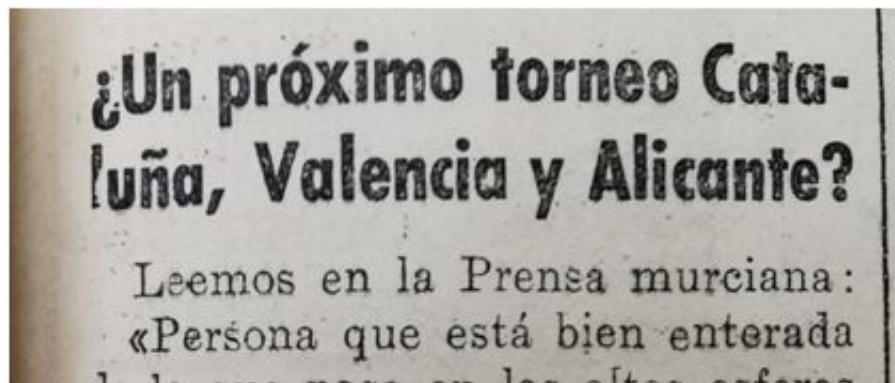 ¿Un próximo torneo Cata-
luña, Valencia y Alicante?
Leemos en la Prensa murciana:
«Persona que está bien enterada